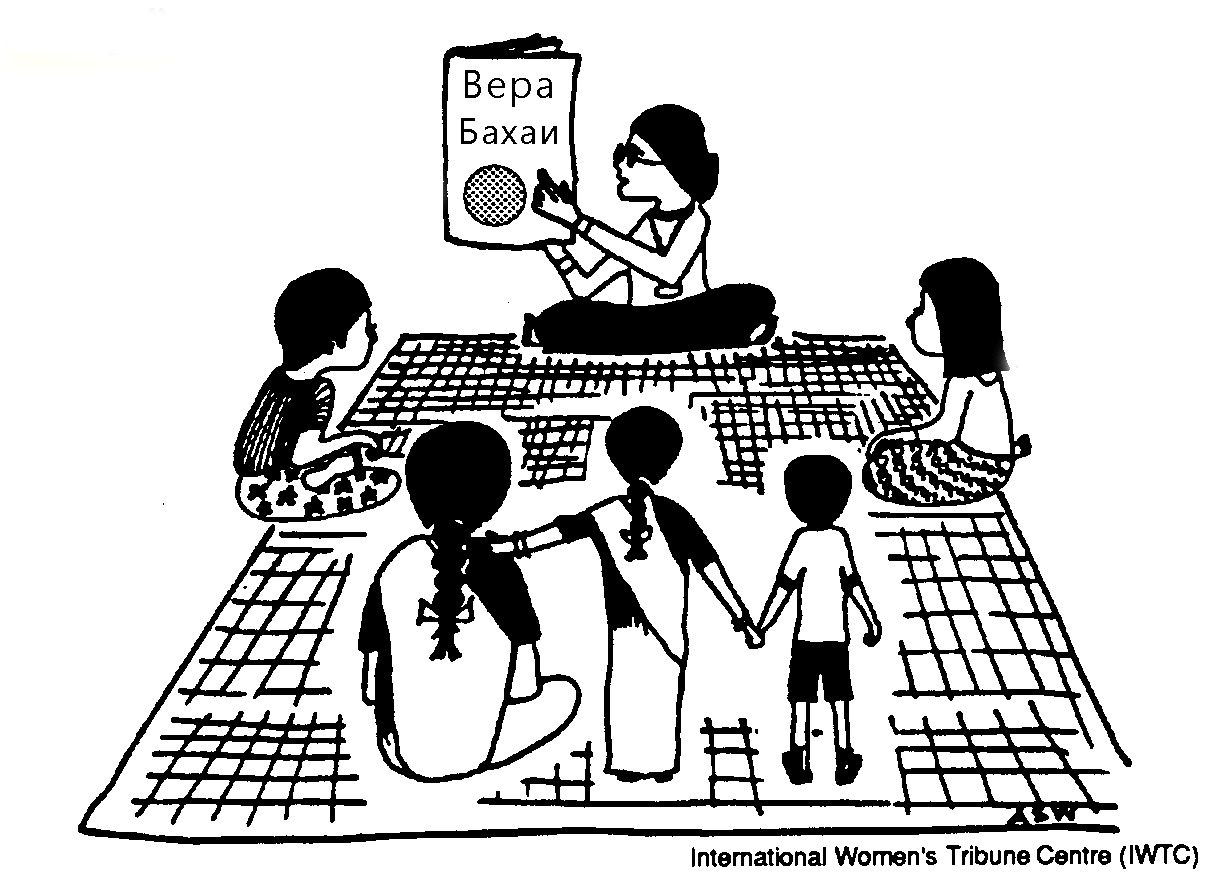 Вера
Бахаи
ASW
International Women's Tribune Centre (IWTC)